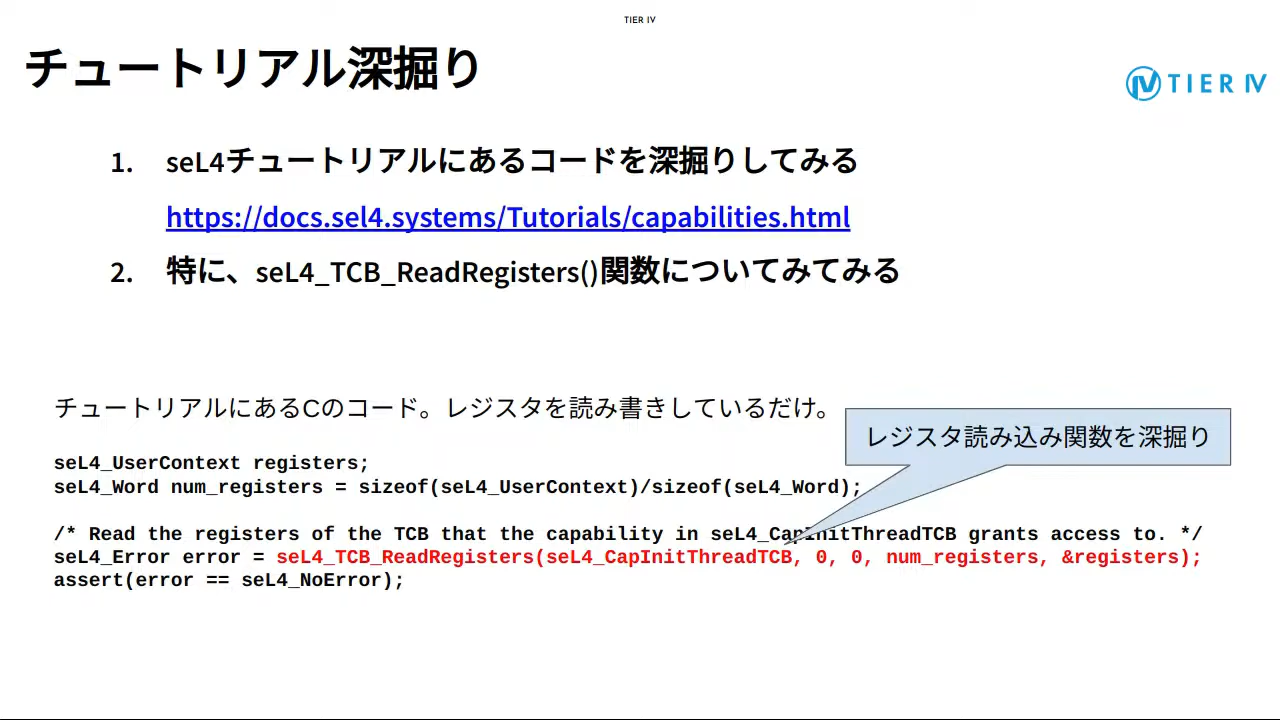 TIER IV
チュートリアル深掘り
TIER IV
1. seL4チュートリアルにあるコードを深掘りしてみる
https://docs.sel4.systems/Tutorials/capabilities.html
2. 特に、seL4_TCB_ReadRegisters()関数についてみてみる
チュートリアルにあるCのコード。レジスタを読み書きしているだけ。
レジスタ読み込み関数を深掘り
seL4_UserContext registers;
seL4_Word num_registers = sizeof(seL4_UserContext)/sizeof(seL4_Word);
/* Read the registers of the TCB that the capability in seL4_CapInitThreadTCB grants access to. */
seL4_Error error = seL4_TCB_ReadRegisters(seL4_CapInitThreadTCB, 0, 0, num_registers, &registers);
assert(error == seL4_NoError);